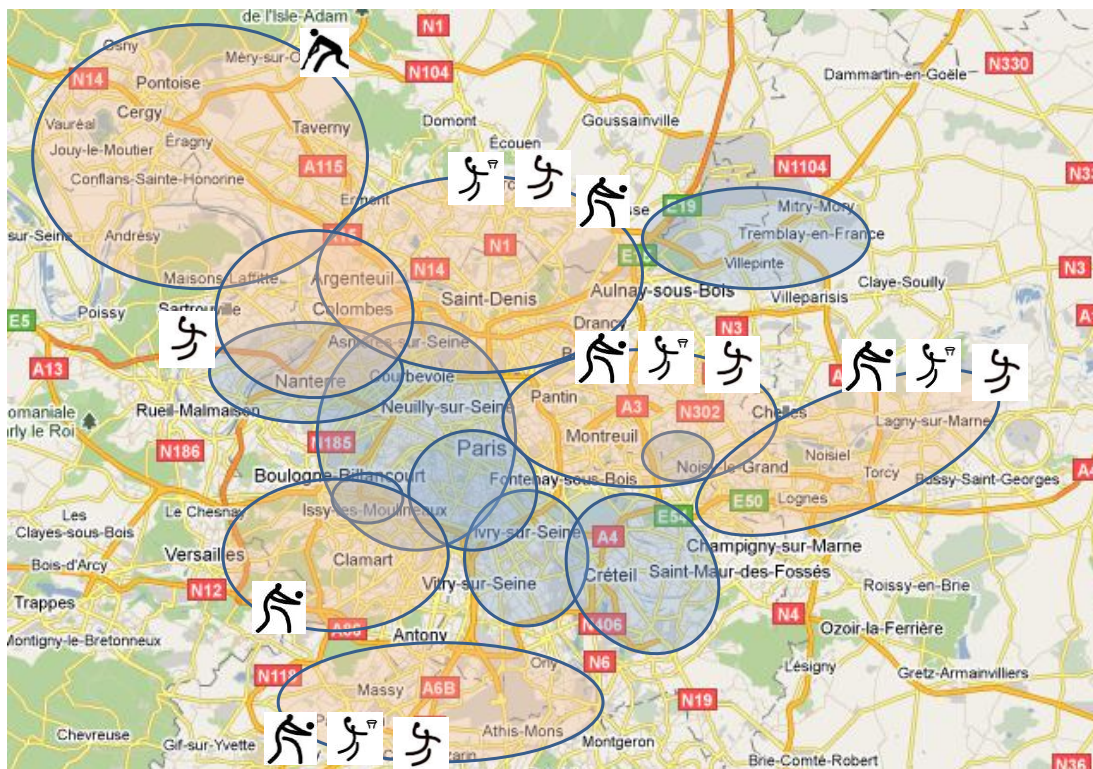 de l'Isle-Adam
N1
Osny
Méry-sur-O
N14
Pontoise
N104
Dammartin-en-Goële
N330
Cergy
Vauréal
Taverny
Domont
Goussainville
Jouy-le-Moutier
Éragny
Écouen
A115
N1104
Conflans-Sainte-Honorine
Ermont
E19
Mitry-Mory
Andrésy
Tremblay-en-France
N1
Villepinte
N3
Maisons-Laffitte
Argenteuil
N14
Aulnay-sous-Bois
Claye-Souilly
Poissy
Sartrouville
Colombes
Saint-Denis
Villeparisis
E5
Drancy
N3
Asnières-sur-Seine
A13
Nanterre
Courbevoie
Rueil-Malmaison
Neuilly-sur-Seine
Pantin
A3
N302
Chelles
Lagny-sur-Marne
N186
N185
Paris
Montreuil
Noisiel
Boulogne-Billancourt
Noisy-le-Grand
Torcy
Fontenay-sous-Bois
Bussy-Saint-Georges
Le Chesnay
Issy-les-Moulineaux
E50
Lognes
Les
Clayes-sous-Bois
Versailles
Ivry-sur-Seine
E54
Bois-d'Arcy
Clamart
A4
Champigny-sur-Marne
N12
Vitry-sur-Seine
Créteil
Saint-Maur-des-Fossés
Roissy-en-Brie
Trappes
Montigny-le-Bretonneux
A86
Antony
N406
N4
Ozoir-la-Ferrière
N118
Orly
N6
Lésigny
Gretz-Armainvilliers
Massy
A6B
N19
Chevreuse
Gif-sur-Yvette
Athis-Mons
Montgeron
Brie-Comte-Robert
N36